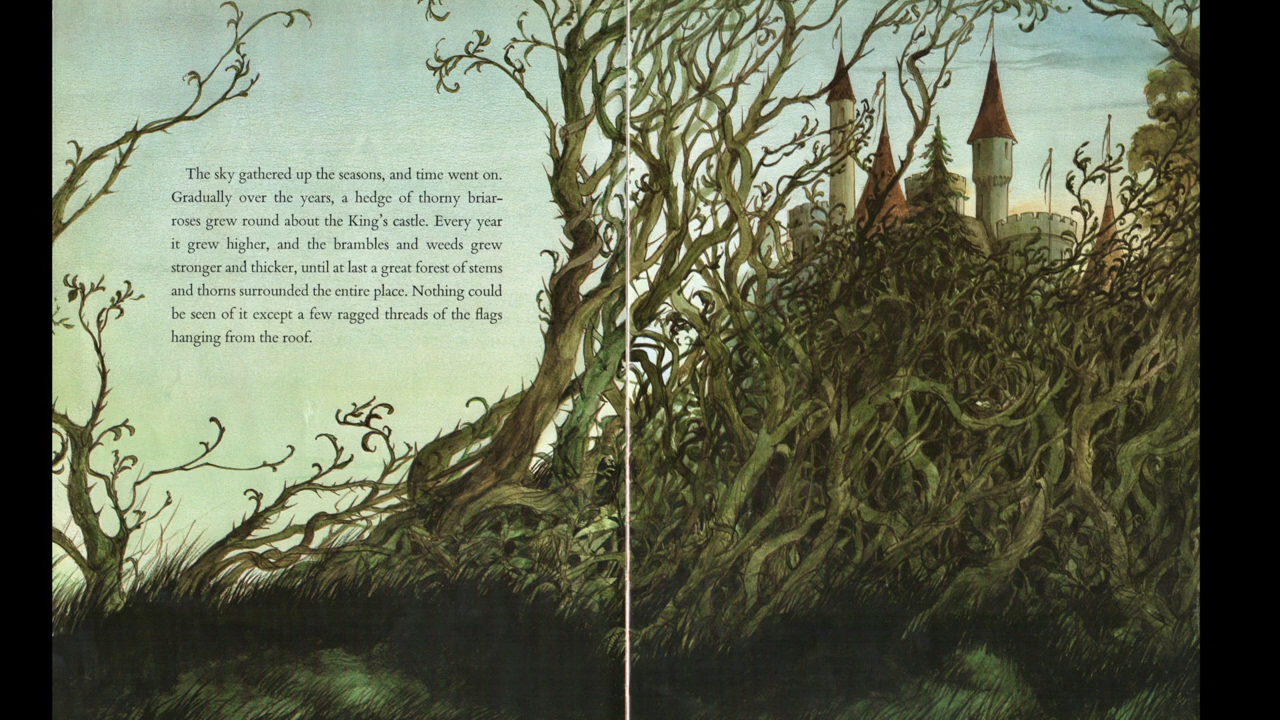 The sky gathered up the seasons, and time went on.
Gradually over the years, a hedge of thorny briar-
roses grew round about the King's castle. Every year
it grew higher, and the brambles and weeds grew
stronger and thicker, until at last a great forest of stems
and thorns surrounded the entire place. Nothing could
be seen of it except a few ragged threads of the flags
hanging from the roof.